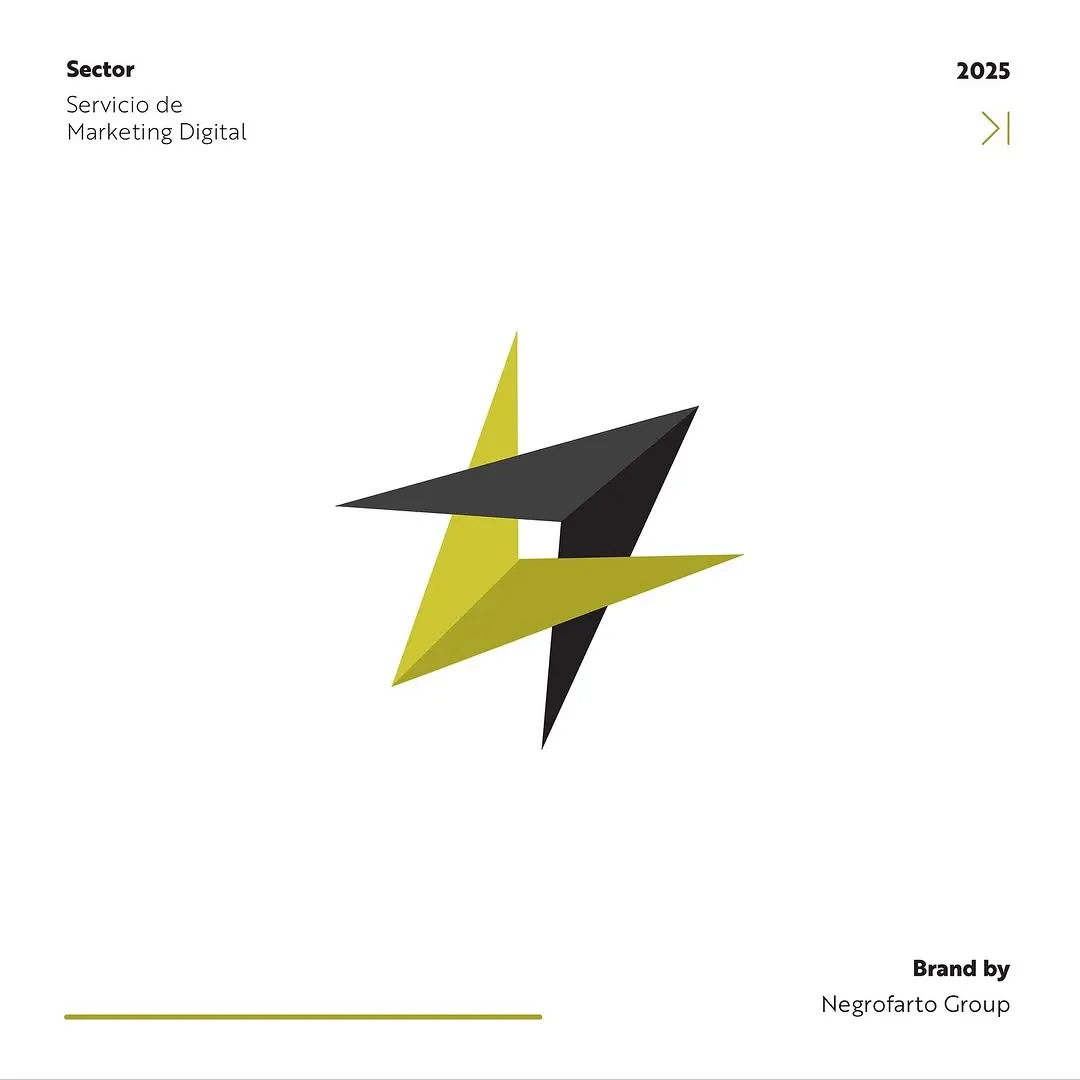 Sector
Servicio de
Marketing Digital
2025
Brand by
Negrofarto Group